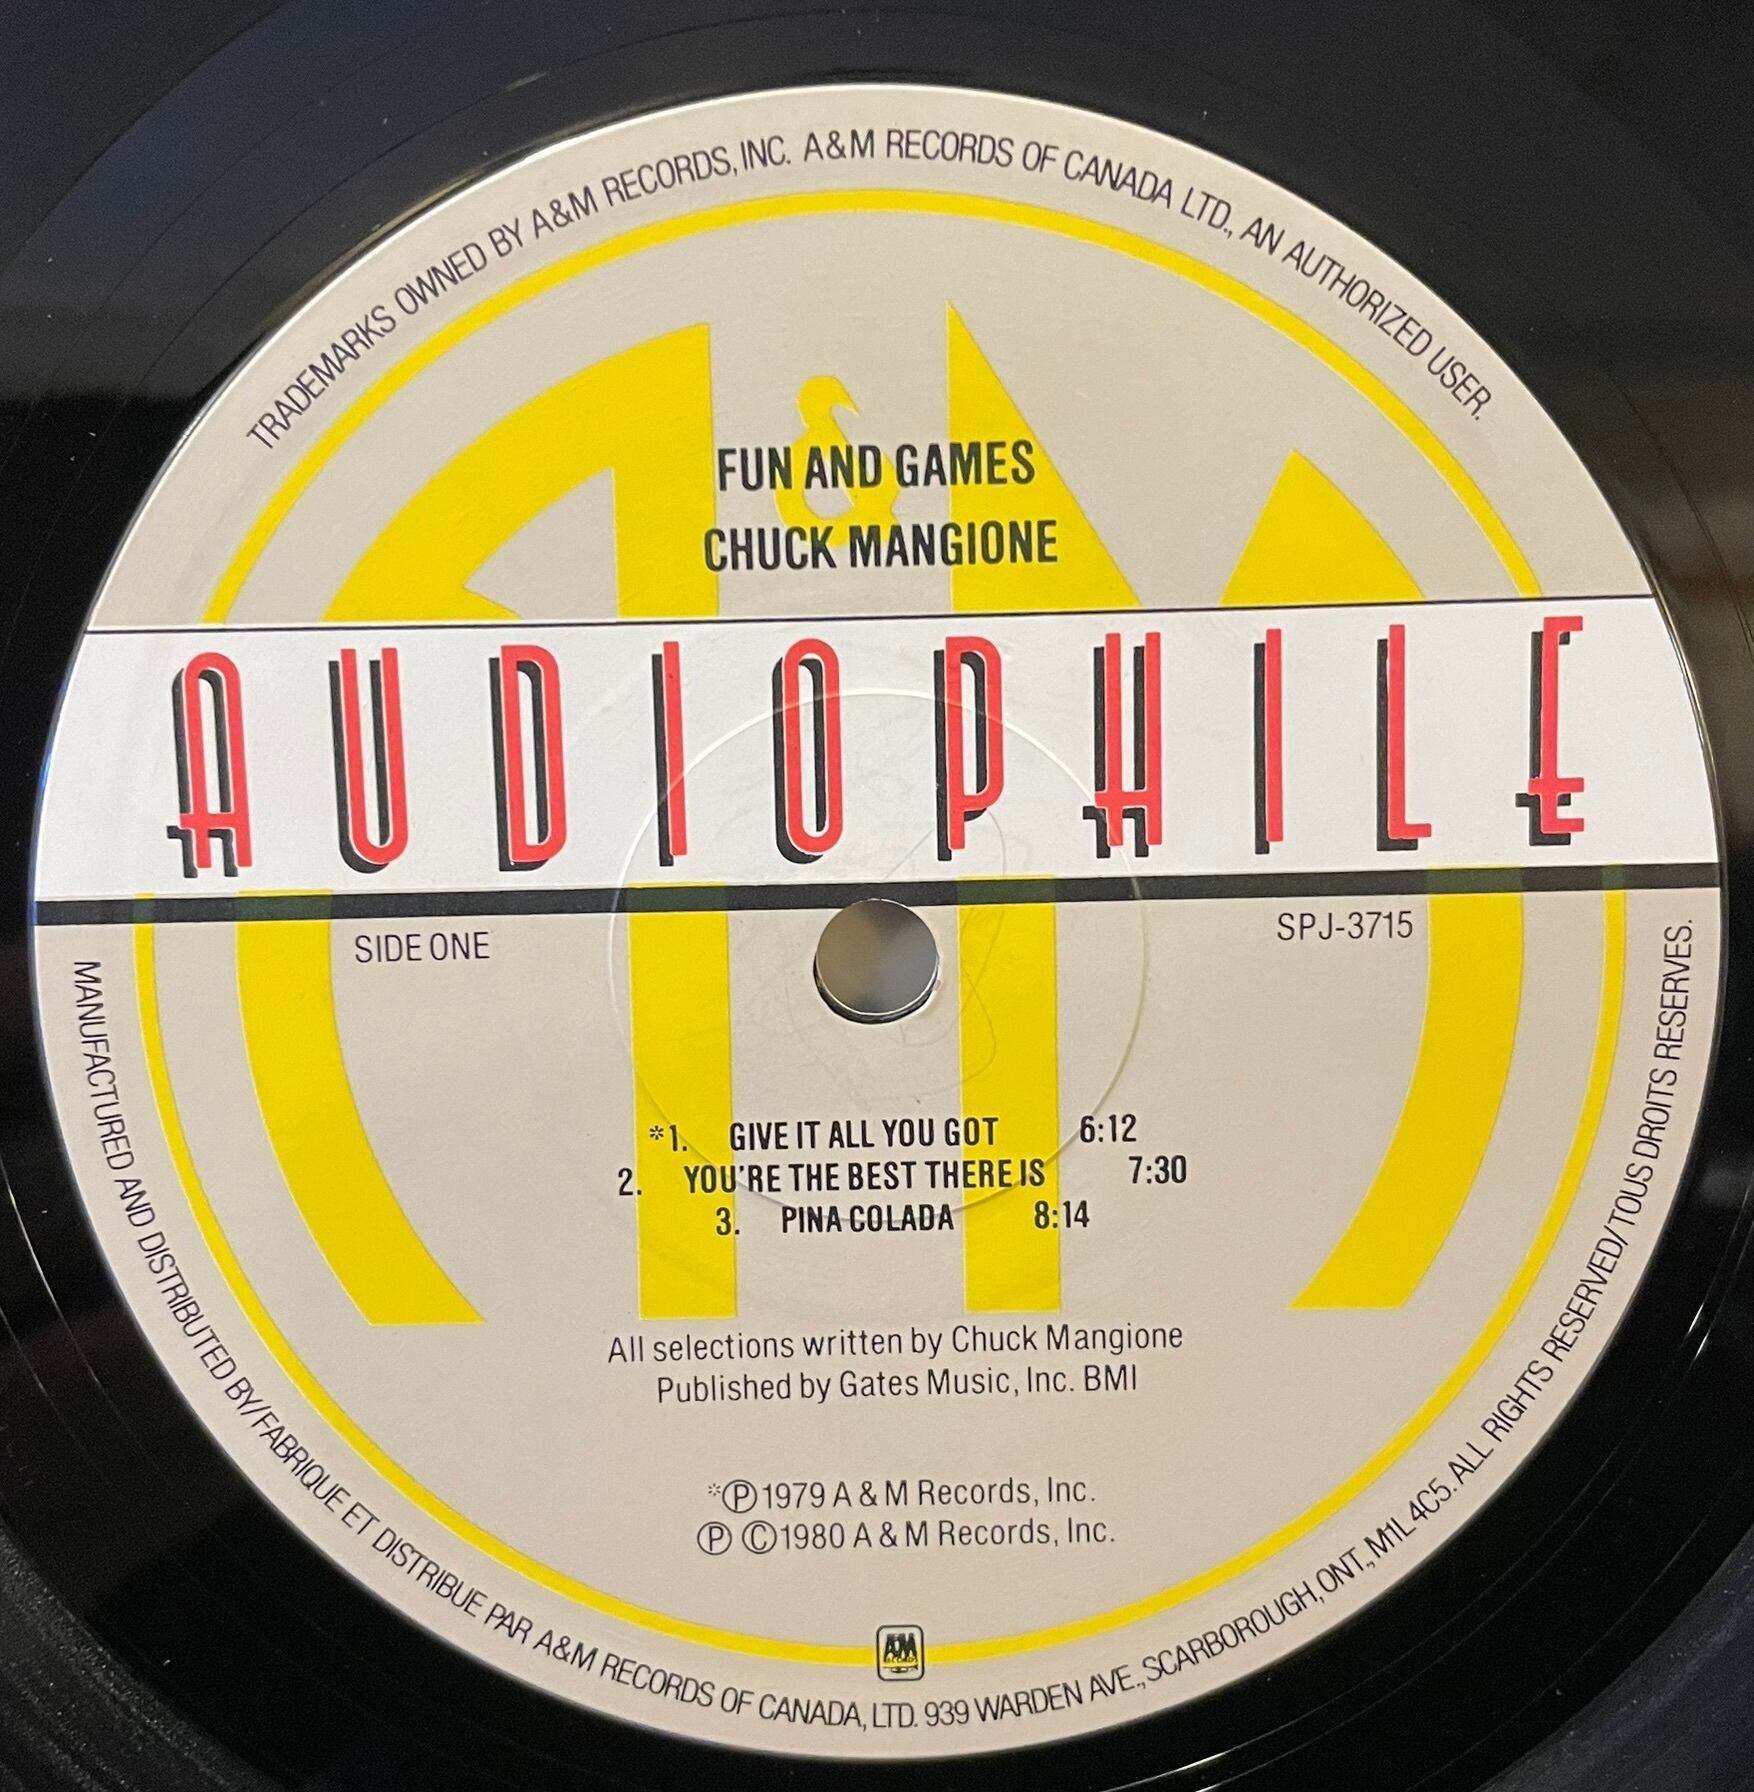 TRADEMARKS OWNED BY A&M RECORDS, INC. A&M RECORDS OF CANADA LTD., AN AUTHORIZED USER.
A&M
FUN AND GAMES
CHUCK MANGIONE
AUDIOPHILE
SIDE ONE
SPJ-3715
*1. GIVE IT ALL YOU GOT 6:12
2. YOU'RE THE BEST THERE IS 7:30
3. PINA COLADA 8:14
All selections written by Chuck Mangione
Published by Gates Music, Inc. BMI
*Ⓟ1979 A & M Records, Inc.
Ⓟ ©1980 A & M Records, Inc.
A&M RECORDS
MANUFACTURED AND DISTRIBUTED BY/FABRIQUE ET DISTRIBUE PAR A&M RECORDS OF CANADA, LTD. 939 WARDEN AVE., SCARBOROUGH, ONT., M1L 4C5. ALL RIGHTS RESERVED/TOUS DROITS RESERVES.